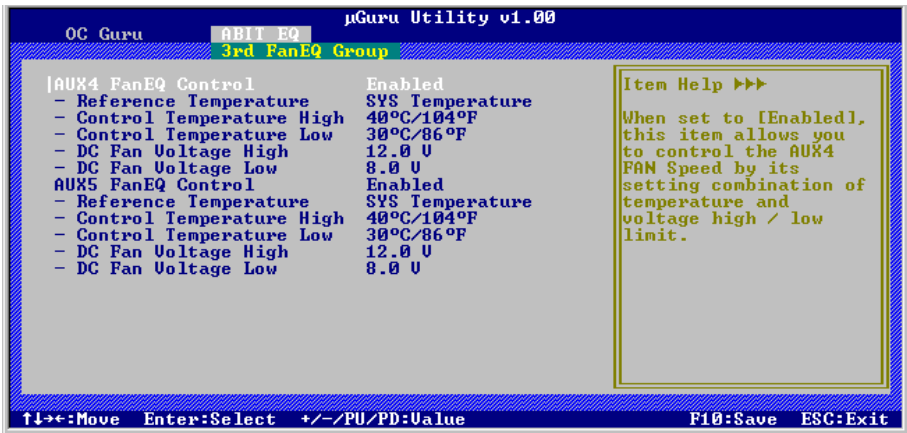 µGuru Utility v1.00
OC Guru ABIT EQ
3rd FanEQ Group
AUX4 FanEQ Control Enabled
- Reference Temperature SYS Temperature
- Control Temperature High 40ºC/104ºF
- Control Temperature Low 30ºC/86ºF
- DC Fan Voltage High 12.0 V
- DC Fan Voltage Low 8.0 V
AUX5 FanEQ Control Enabled
- Reference Temperature SYS Temperature
- Control Temperature High 40ºC/104ºF
- Control Temperature Low 30ºC/86ºF
- DC Fan Voltage High 12.0 V
- DC Fan Voltage Low 8.0 V
Item Help ►►►
When set to [Enabled],
this item allows you
to control the AUX4
FAN Speed by its
setting combination of
temperature and
voltage high / low
limit.
↑↓→←:Move Enter:Select +/-/PU/PD:Value F10:Save ESC:Exit